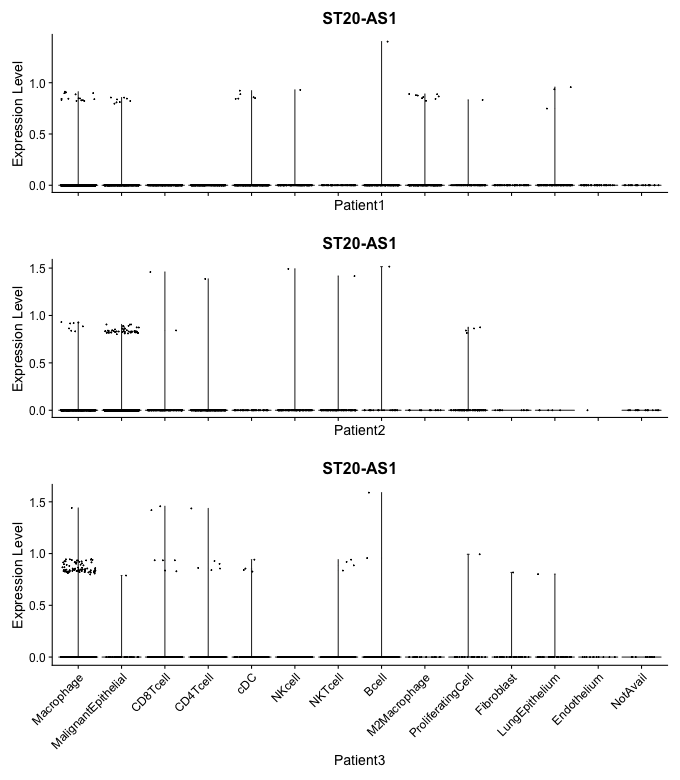 ST20-AS1
Expression Level
1.0
0.5
0.0
Patient1
ST20-AS1
Expression Level
1.5
1.0
0.5
0.0
Patient2
ST20-AS1
Expression Level
1.5
1.0
0.5
0.0
Macrophage
MalignantEpithelial
CD8Tcell
CD4Tcell
cDC
NKcell
NKTcell
Bcell
M2Macrophage
ProliferatingCell
Fibroblast
LungEpithelium
Endothelium
NotAvail
Patient3